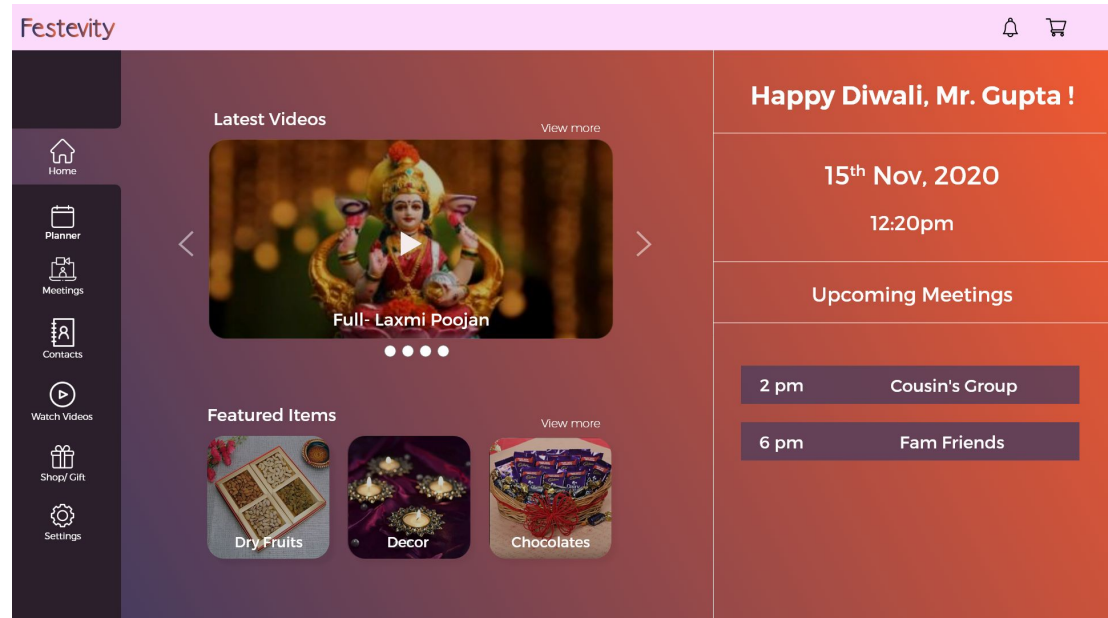 Festevity
Home
Planner
Meetings
Contacts
Watch Videos
Shop/ Gift
Settings
Latest Videos
View more
Full- Laxmi Poojan
Featured Items
View more
Dry Fruits
Decor
Chocolates
Happy Diwali, Mr. Gupta !
15th Nov, 2020
12:20pm
Upcoming Meetings
2 pm Cousin's Group
6 pm Fam Friends